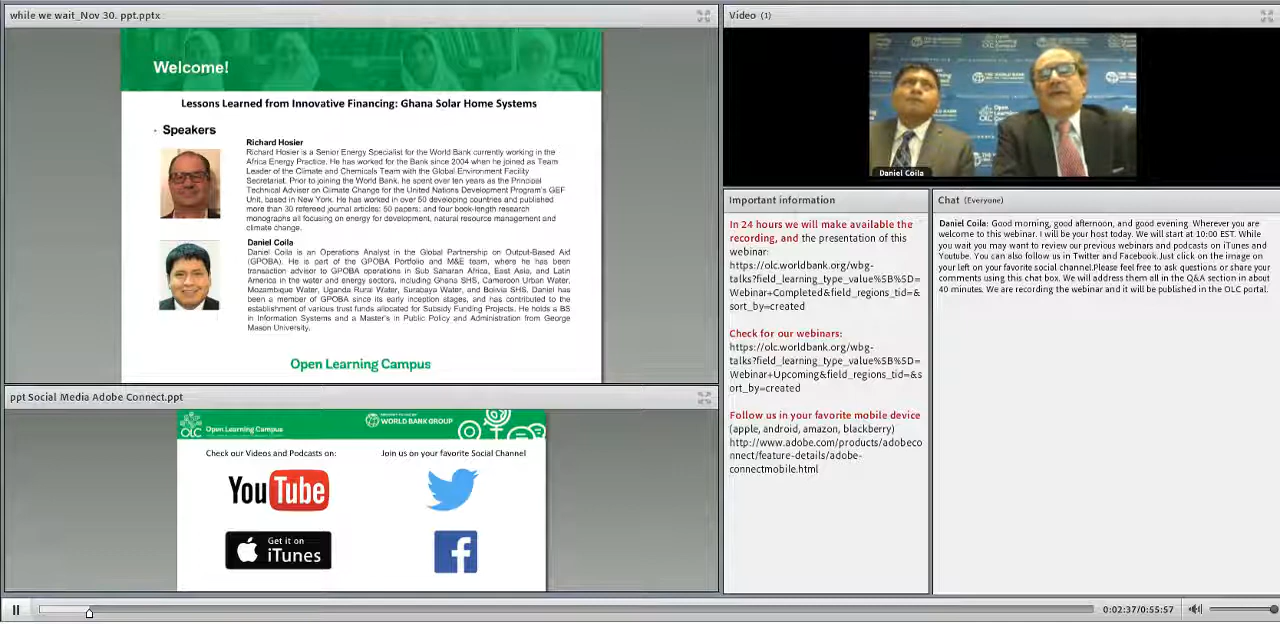 while we wait_Nov 30. ppt.pptx
Welcome!
Lessons Learned from Innovative Financing: Ghana Solar Home Systems
Speakers
Richard Hosier
Richard Hosier is a Senior Energy Specialist for the World Bank currently working in the
Africa Energy Practice. He has worked for the Bank since 2004 when he joined as Team
Leader of the Climate and Chemicals Team with the Global Environment Facility
Secretariat. Prior to joining the World Bank, he spent over ten years as the Principal
Technical Adviser on Climate Change for the United Nations Development Program's GEF
Unit, based in New York. He has worked in over 50 developing countries and published
more than 30 refereed journal articles; 50 papers; and four book-length research
monographs all focusing on energy for development, natural resource management and
climate change.
Daniel Coila
Daniel Coila is an Operations Analyst in the Global Partnership on Output-Based Aid
(GPOBA). He is part of the GPOBA Portfolio and M&E team, where he has been
transaction advisor to GPOBA operations in Sub Saharan Africa, East Asia, and Latin
America in the water and energy sectors, including Ghana SHS, Cameroon Urban Water,
Mozambique Water, Uganda Rural Water, Surabaya Water, and Bolivia SHS. Daniel has
been a member of GPOBA since its early inception stages, and has contributed to the
establishment of various trust funds allocated for Subsidy Funding Projects. He holds a BS
in Information Systems and a Master's in Public Policy and Administration from George
Mason University.
Open Learning Campus
ppt Social Media Adobe Connect.pptx
OLC Open Learning Campus
WORLD BANK GROUP
Check our Videos and Podcasts on:
Join us on your favorite Social Channel
YouTube
Get it on
iTunes
Video (1)
THE WORLD BANK
Open
Learning
Campus
OLC
Daniel Coila
Important information
In 24 hours we will make available the
recording, and the presentation of this
webinar:
https://olc.worldbank.org/wbg-
talks?field_learning_type_value%5B%5D=
Webinar+Completed&field_regions_tid=&
sort_by=created
Check for our webinars:
https://olc.worldbank.org/wbg-
talks?field_learning_type_value%5B%5D=
Webinar+Upcoming&field_regions_tid=&s
ort_by=created
Follow us in your favorite mobile device
(apple, android, amazon, blackberry)
http://www.adobe.com/products/adobeco
nnect/feature-details/adobe-
connectmobile.html
Chat (Everyone)
Daniel Coila: Good morning, good afternoon, and good evening. Wherever you are
welcome to this webinar. I will be your host today. We will start at 10:00 EST. While
you wait you may want to review our previous webinars and podcasts on iTunes and
Youtube. You can also follow us in Twitter and Facebook.Just click on the image on
your left on your favorite social channel.Please feel free to ask questions or share your
comments using this chat box. We will address them all in the Q&A section in about
40 minutes. We are recording the webinar and it will be published in the OLC portal.
0:02:37/0:55:57